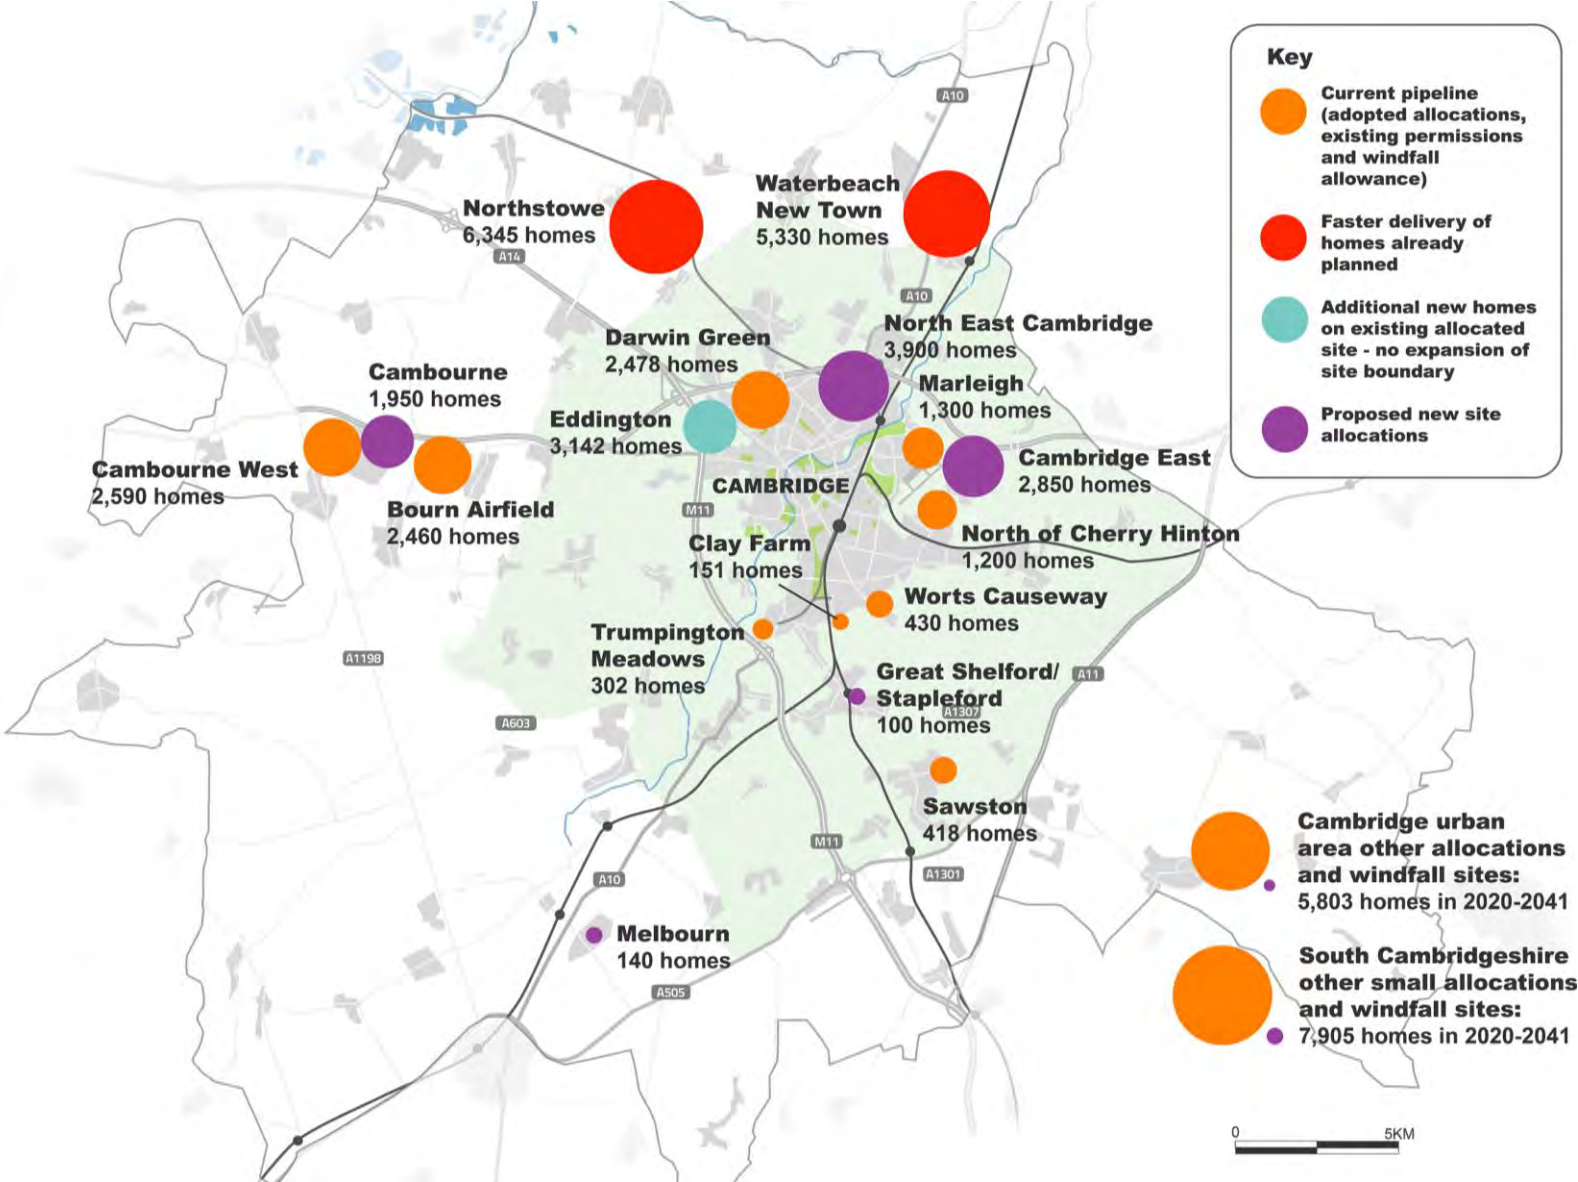 A10
Waterbeach
New Town
5,330 homes
Northstowe
6,345 homes
A14
A10
North East Cambridge
3,900 homes
Darwin Green
2,478 homes
Marleigh
1,300 homes
Cambourne
1,950 homes
Eddington
3,142 homes
Cambridge East
2,850 homes
Cambourne West
2,590 homes
CAMBRIDGE
Bourn Airfield
2,460 homes
M11
North of Cherry Hinton
1,200 homes
Clay Farm
151 homes
Worts Causeway
430 homes
Trumpington
Meadows
302 homes
A1198
Great Shelford/
Stapleford
100 homes
A11
A1307
A603
Sawston
418 homes
M11
A10
A1301
Melbourn
140 homes
A505
Key
Current pipeline
(adopted allocations,
existing permissions
and windfall
allowance)
Faster delivery of
homes already
planned
Additional new homes
on existing allocated
site - no expansion of
site boundary
Proposed new site
allocations
Cambridge urban
area other allocations
and windfall sites:
5,803 homes in 2020-2041
South Cambridgeshire
other small allocations
and windfall sites:
7,905 homes in 2020-2041
0 5KM